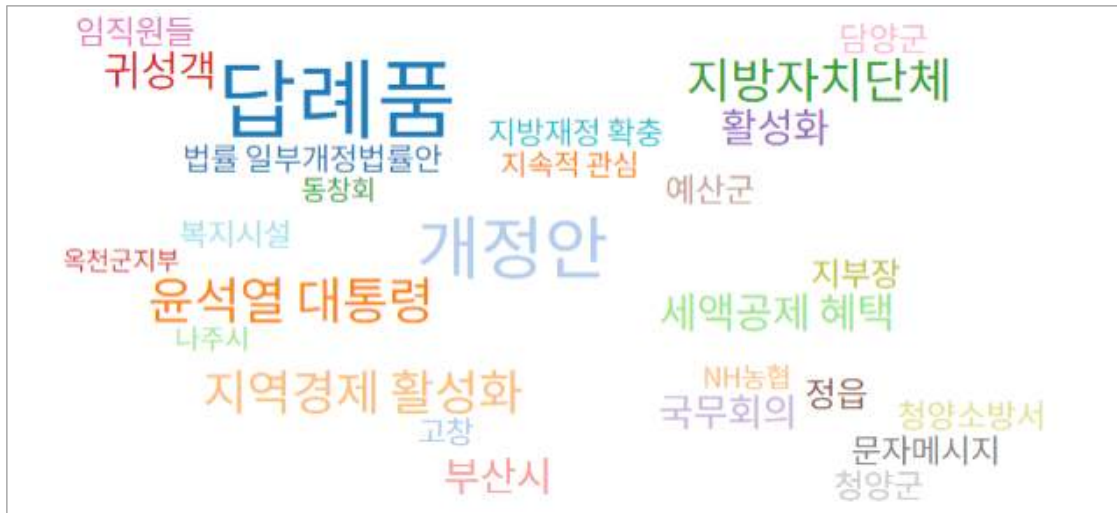 임직원들
담양군
귀성객
답례품
지방자치단체
지방재정 확충
활성화
법률 일부개정법률안
지속적 관심
동창회
예산군
복지시설
개정안
옥천군지부
지부장
윤석열 대통령
세액공제 혜택
나주시
지역경제 활성화
NH농협
정읍
국무회의
청양소방서
고창
문자메시지
부산시
청양군